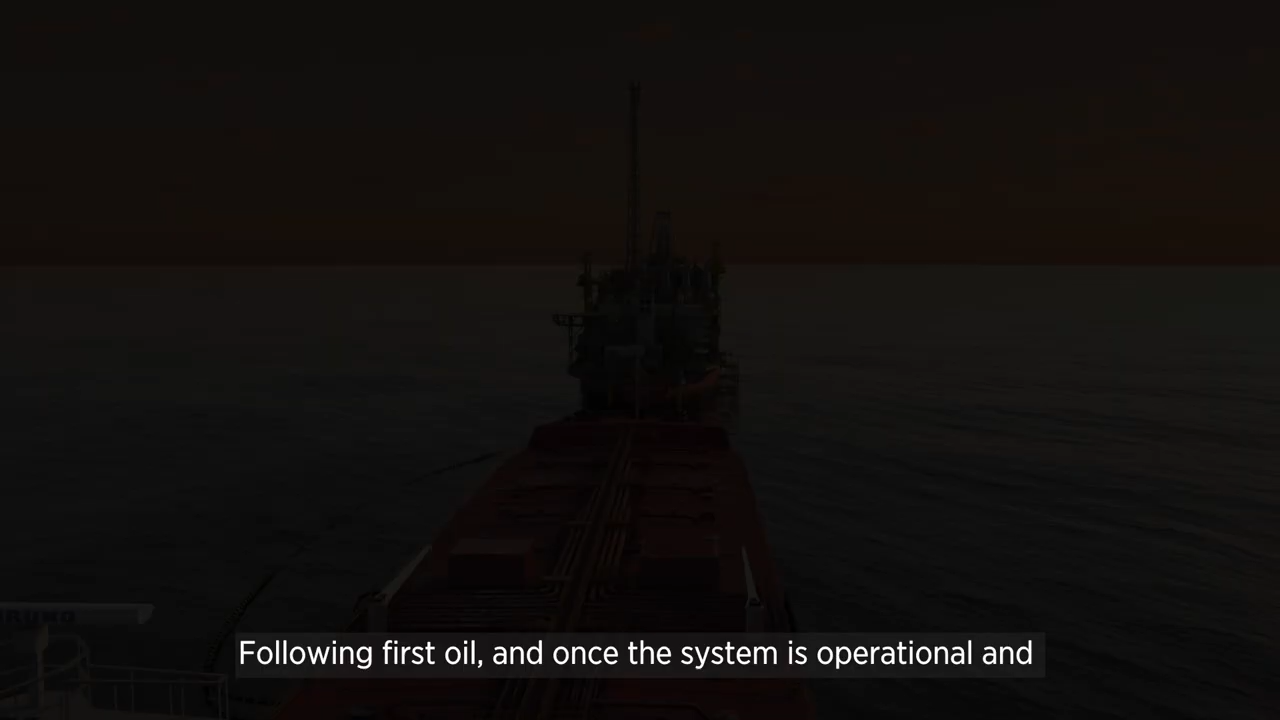 Following first oil, and once the system is operational and